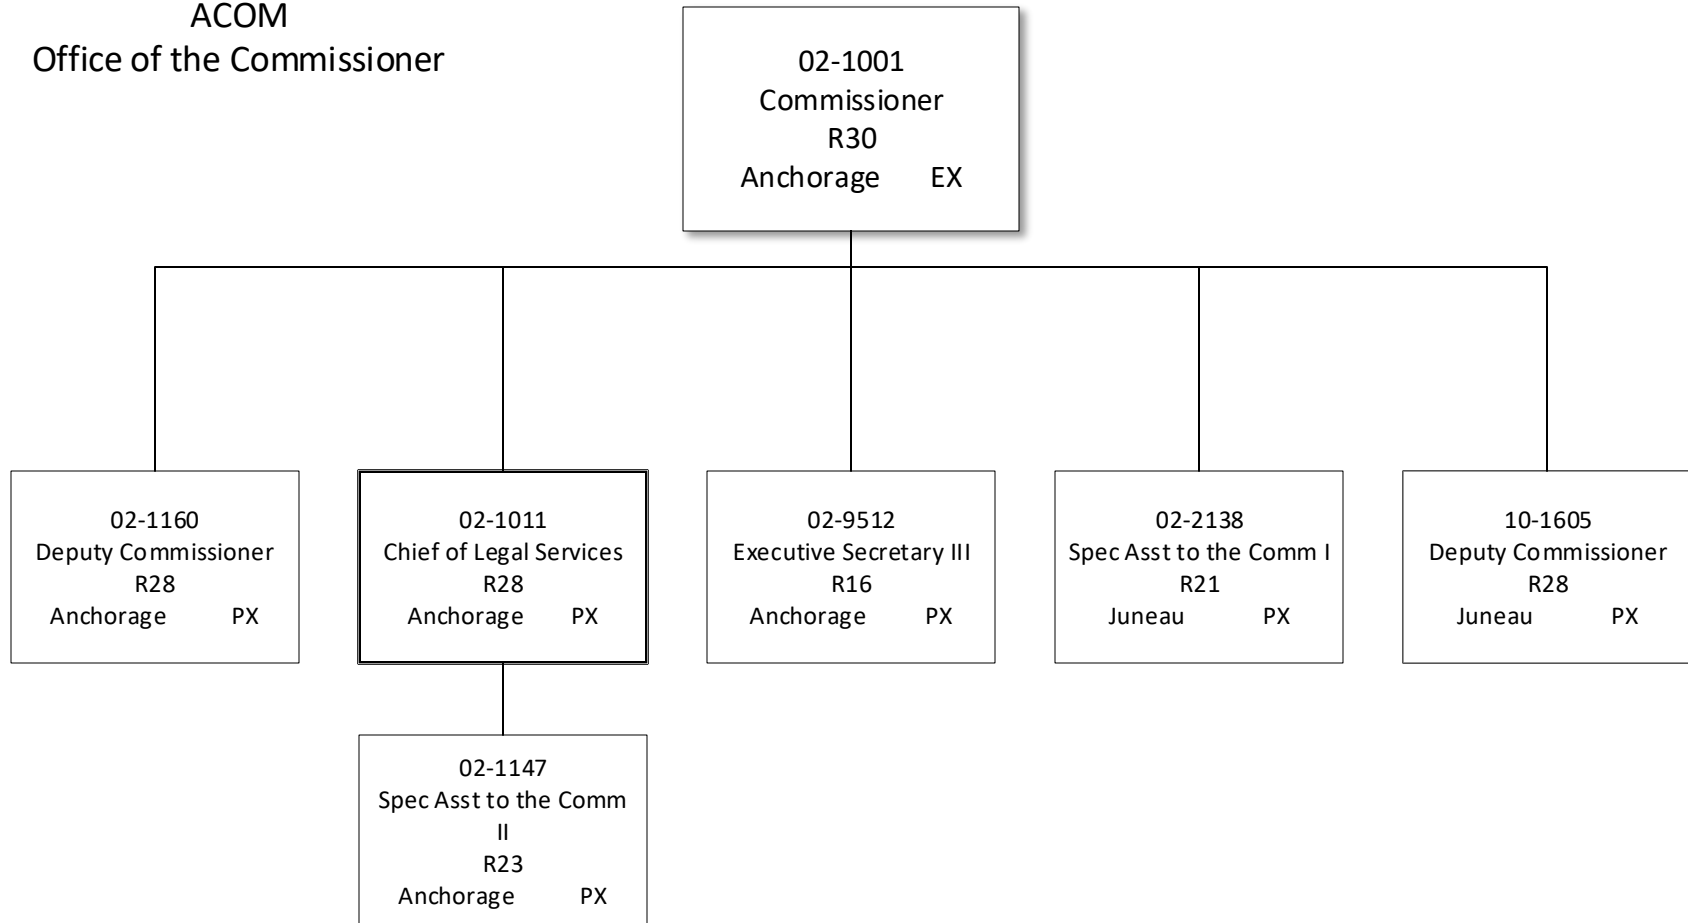 ACOM
Office of the Commissioner
02-1001
Commissioner
R30
Anchorage EX
02-1160
Deputy Commissioner
R28
Anchorage PX
02-1011
Chief of Legal Services
R28
Anchorage PX
02-9512
Executive Secretary III
R16
Anchorage PX
02-2138
Spec Asst to the Comm I
R21
Juneau PX
10-1605
Deputy Commissioner
R28
Juneau PX
02-1147
Spec Asst to the Comm
II
R23
Anchorage PX